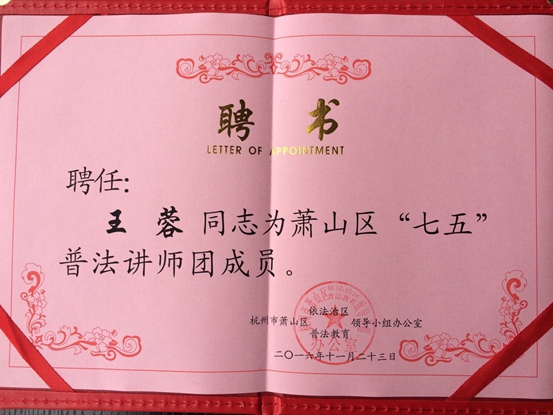 聘 书
LETTER OF APPOINTMENT
聘任：
王 蓉 同志为萧山区“七五”
普法讲师团成员。
依法治区
杭州市萧山区 领导小组办公室
普法教育
二〇一六年十一月二十三日
办公室